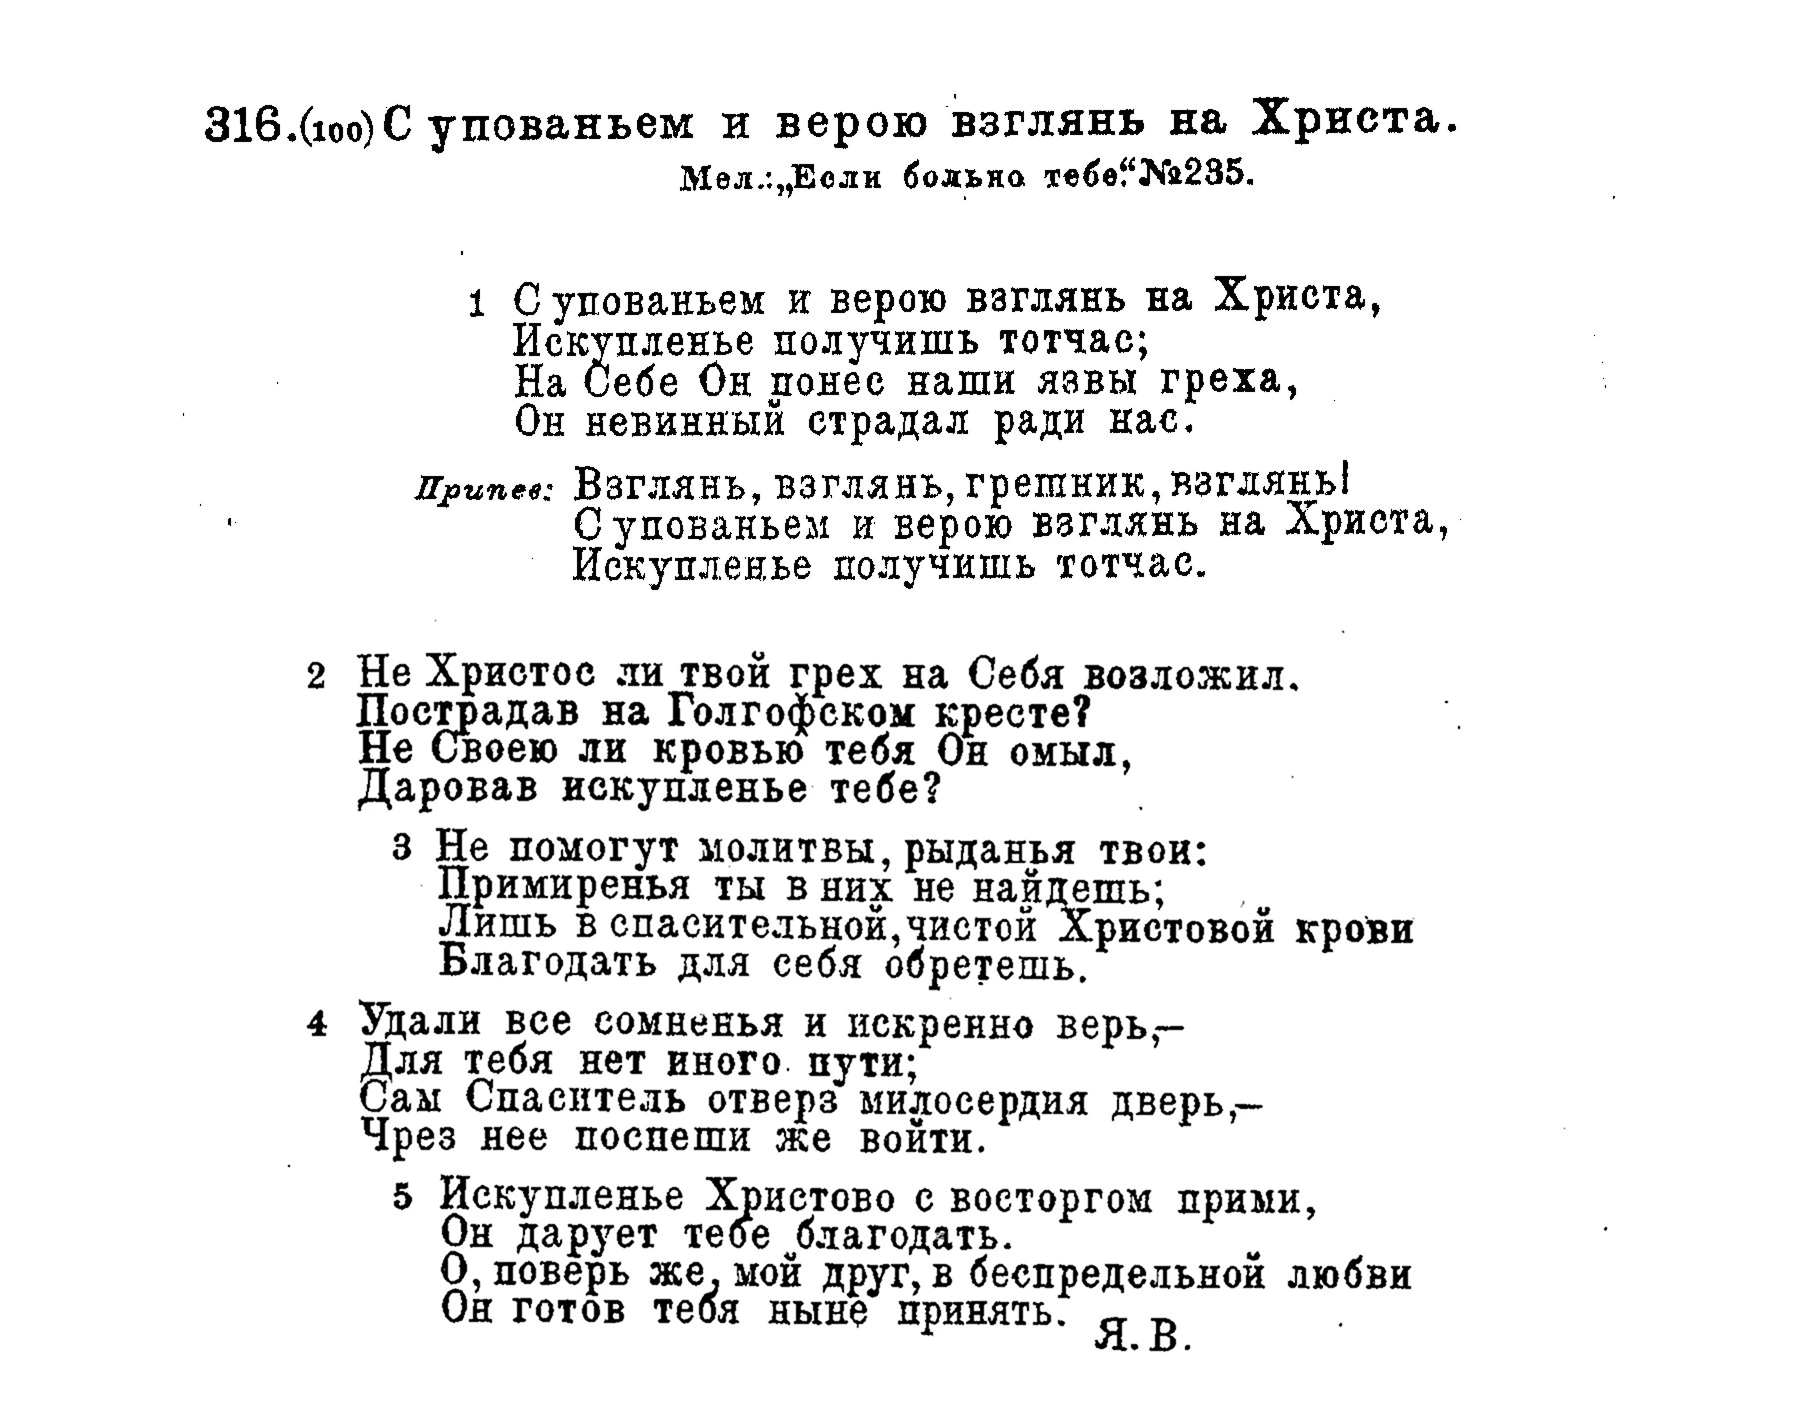 316.(100) С упованьем и верою взглянь на Христа.
Мел.: „Если больно тебе.“ №235.
1 С упованьем и верою взглянь на Христа,
Искупленье получишь тотчас;
На Себе Он понес наши язвы греха,
Он невинный страдал ради нас.
Припев: Взглянь, взглянь, грешник, взглянь!
С упованьем и верою взглянь на Христа,
Искупленье получишь тотчас.
2 Не Христос ли твой грех на Себя возложил.
Пострадав на Голгофском кресте?
Не Своею ли кровью тебя Он омыл,
Даровав искупленье тебе?
3 Не помогут молитвы, рыданья твои:
Примиренья ты в них не найдешь;
Лишь в спасительной, чистой Христовой крови
Благодать для себя обретешь.
4 Удали все сомненья и искренно верь,—
Для тебя нет иного пути;
Сам Спаситель отверз милосердия дверь,—
Чрез нее поспеши же войти.
5 Искупленье Христово с восторгом прими,
Он дарует тебе благодать.
О, поверь же, мой друг, в беспредельной любви
Он готов тебя ныне принять.
Я. В.